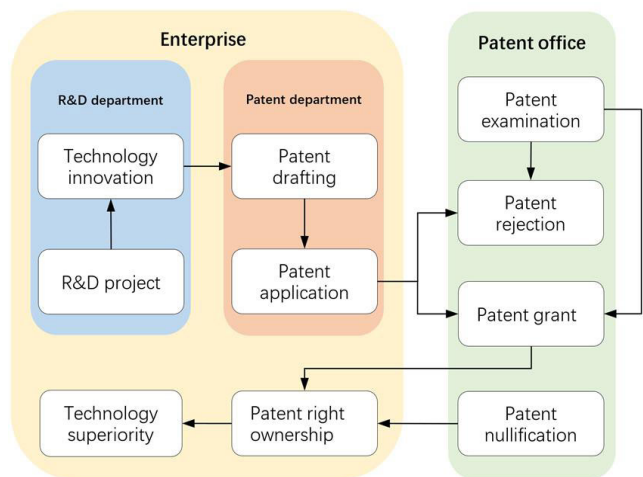 Enterprise
Patent office
R&D department
Patent department
Technology
innovation
R&D project
Patent
drafting
Patent
application
Patent
examination
Patent
rejection
Patent grant
Technology
superiority
Patent right
ownership
Patent
nullification